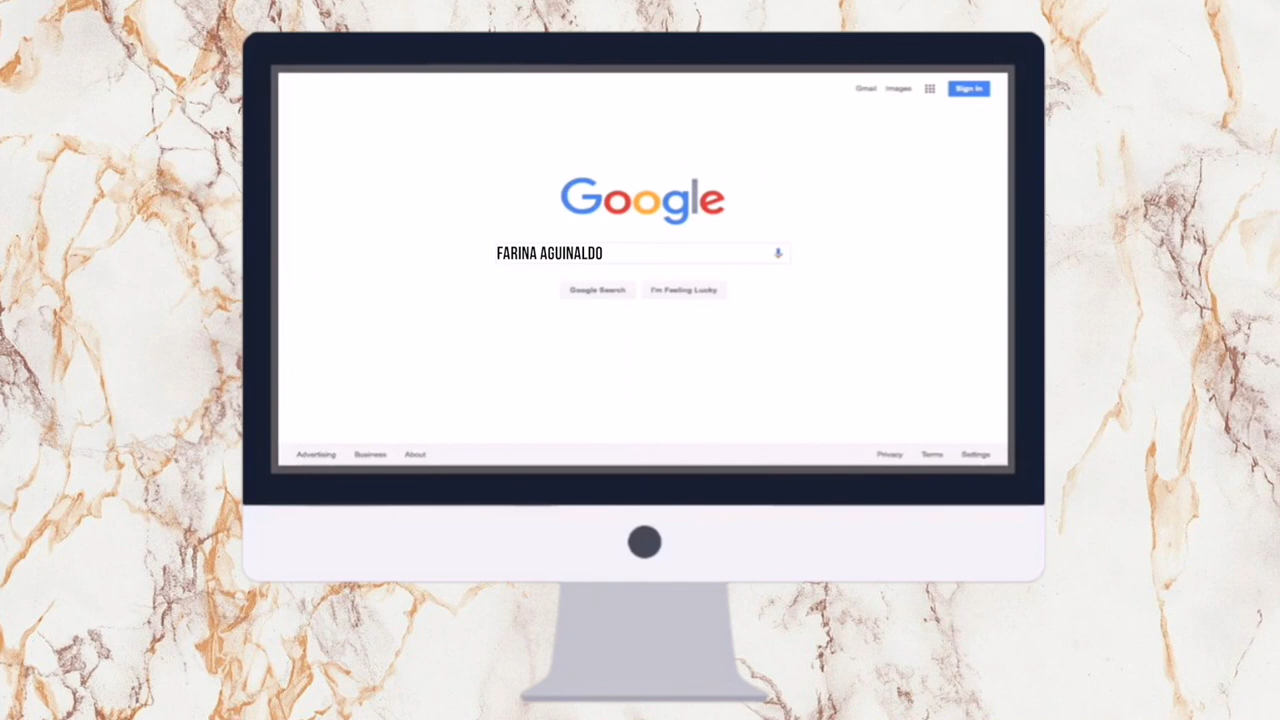 Gmail Images Sign in
Google
FARINA AGUINALDO
Google Search I'm Feeling Lucky
Advertising Business About Privacy Terms Settings